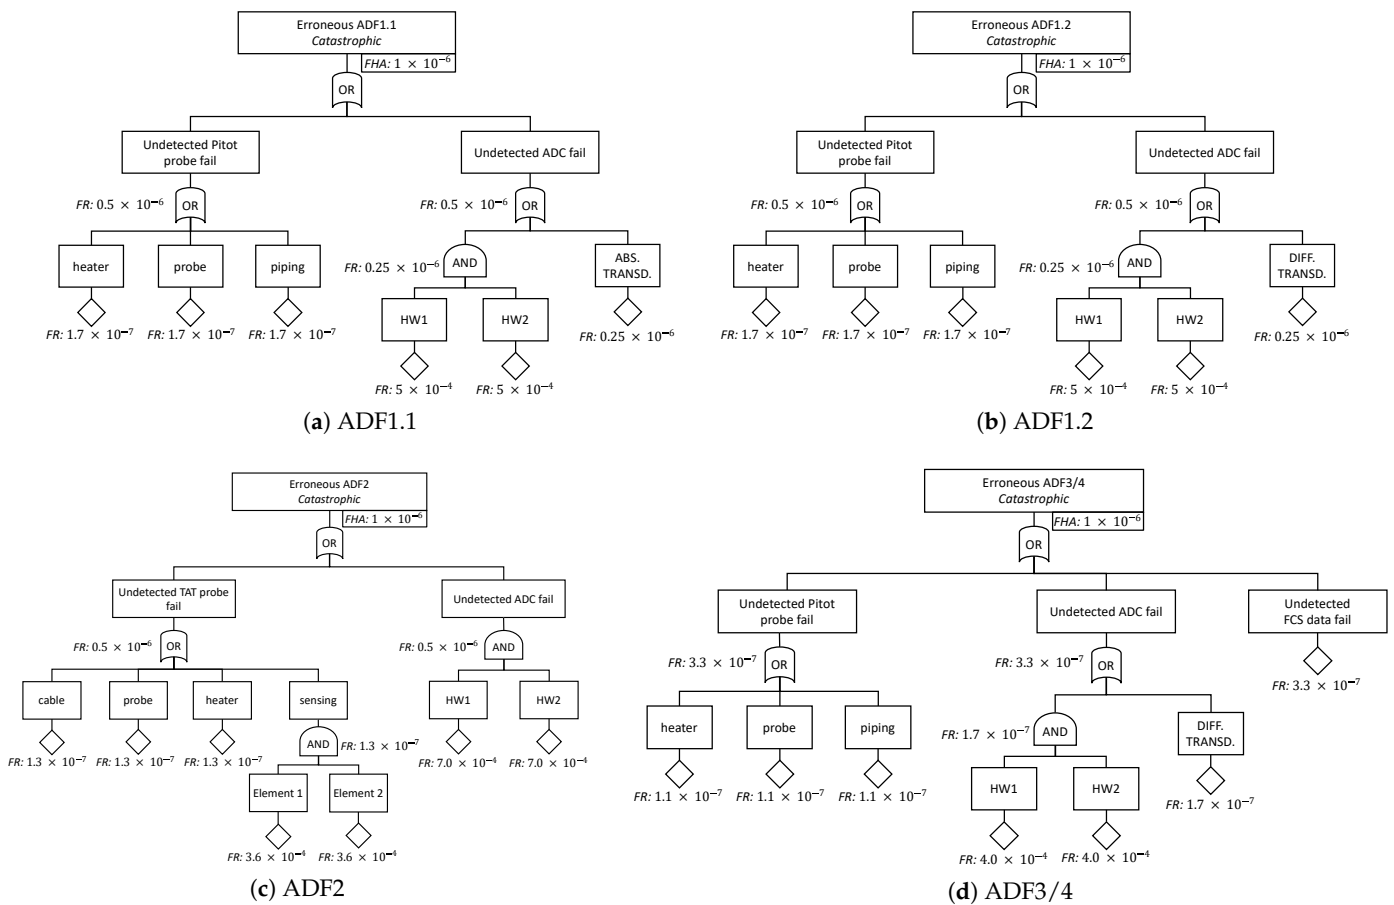 Erroneous ADF1.1
Catastrophic
FHA: 1 × 10⁻⁶
OR
Undetected Pitot
probe fail
Undetected ADC fail
FR: 0.5 × 10⁻⁶
OR
FR: 0.5 × 10⁻⁶
OR
heater
probe
piping
FR: 0.25 × 10⁻⁶
AND
ABS.
TRANSD.
FR: 1.7 × 10⁻⁷
FR: 1.7 × 10⁻⁷
FR: 1.7 × 10⁻⁷
HW1
HW2
FR: 0.25 × 10⁻⁶
FR: 5 × 10⁻⁴
FR: 5 × 10⁻⁴
(a) ADF1.1
Erroneous ADF1.2
Catastrophic
FHA: 1 × 10⁻⁶
OR
Undetected Pitot
probe fail
Undetected ADC fail
FR: 0.5 × 10⁻⁶
OR
FR: 0.5 × 10⁻⁶
OR
heater
probe
piping
FR: 0.25 × 10⁻⁶
AND
DIFF.
TRANSD.
FR: 1.7 × 10⁻⁷
FR: 1.7 × 10⁻⁷
FR: 1.7 × 10⁻⁷
HW1
HW2
FR: 0.25 × 10⁻⁶
FR: 5 × 10⁻⁴
FR: 5 × 10⁻⁴
(b) ADF1.2
Erroneous ADF2
Catastrophic
FHA: 1 × 10⁻⁶
OR
Undetected TAT probe
fail
Undetected ADC fail
FR: 0.5 × 10⁻⁶
OR
FR: 0.5 × 10⁻⁶
AND
cable
probe
heater
sensing
HW1
HW2
FR: 1.3 × 10⁻⁷
FR: 1.3 × 10⁻⁷
FR: 1.3 × 10⁻⁷
AND
FR: 1.3 × 10⁻⁷
FR: 7.0 × 10⁻⁴
FR: 7.0 × 10⁻⁴
Element 1
Element 2
FR: 3.6 × 10⁻⁴
FR: 3.6 × 10⁻⁴
(c) ADF2
Erroneous ADF3/4
Catastrophic
FHA: 1 × 10⁻⁶
OR
Undetected Pitot
probe fail
Undetected ADC fail
Undetected
FCS data fail
FR: 3.3 × 10⁻⁷
OR
FR: 3.3 × 10⁻⁷
OR
FR: 3.3 × 10⁻⁷
heater
probe
piping
FR: 1.7 × 10⁻⁷
AND
DIFF.
TRANSD.
FR: 1.1 × 10⁻⁷
FR: 1.1 × 10⁻⁷
FR: 1.1 × 10⁻⁷
HW1
HW2
FR: 1.7 × 10⁻⁷
FR: 4.0 × 10⁻⁴
FR: 4.0 × 10⁻⁴
(d) ADF3/4